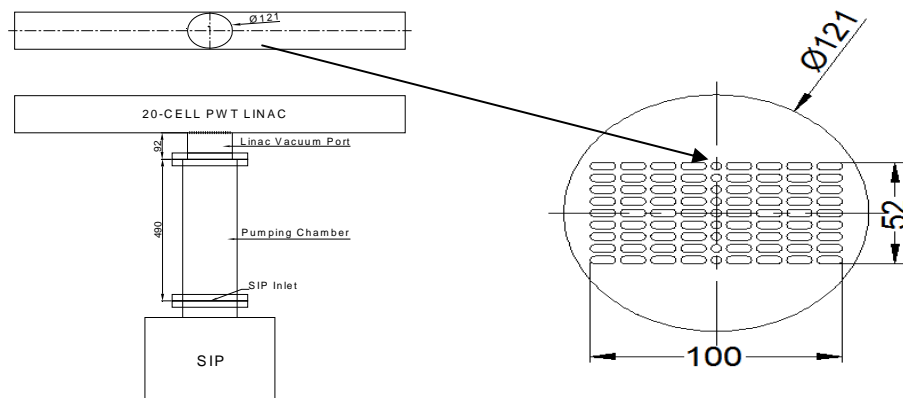 Ø121
20-CELL PWT LINAC
92
Linac Vacuum Port
490
Pumping Chamber
SIP Inlet
SIP
Ø121
52
100